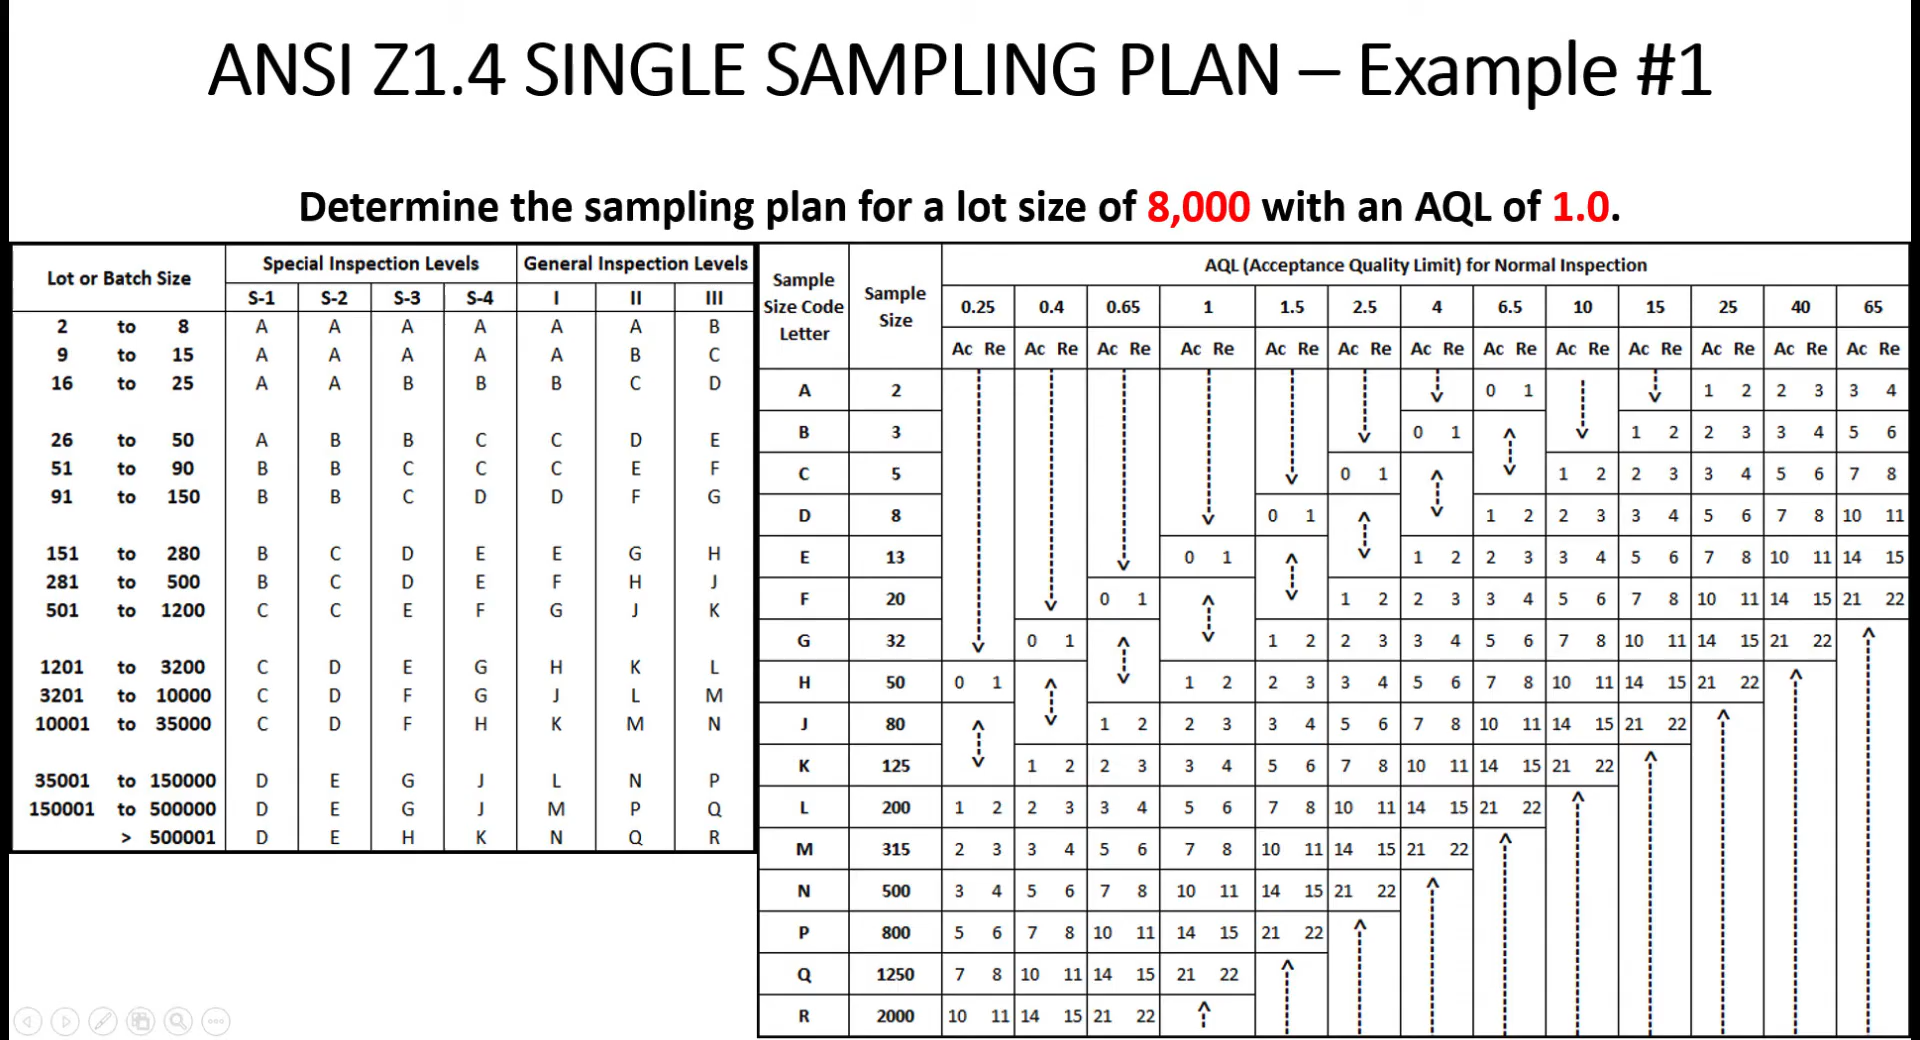 ANSI Z1.4 SINGLE SAMPLING PLAN – Example #1
Determine the sampling plan for a lot size of 8,000 with an AQL of 1.0.
Lot or Batch Size Special Inspection Levels General Inspection Levels
S-1 S-2 S-3 S-4 I II III
2 to 8 A A A A A A B
9 to 15 A A A A A B C
16 to 25 A A B B B C D
26 to 50 A B B C C D E
51 to 90 B B C C C E F
91 to 150 B B C D D F G
151 to 280 B C D E E G H
281 to 500 B C D E F H J
501 to 1200 C C E F G J K
1201 to 3200 C D E G H K L
3201 to 10000 C D F G J L M
10001 to 35000 C D F H K M N
35001 to 150000 D E G J L N P
150001 to 500000 D E G J M P Q
> 500001 D E H K N Q R
Sample Size Code Letter Sample Size AQL (Acceptance Quality Limit) for Normal Inspection
0.25 0.4 0.65 1 1.5 2.5 4 6.5 10 15 25 40 65
Ac Re Ac Re Ac Re Ac Re Ac Re Ac Re Ac Re Ac Re Ac Re Ac Re Ac Re Ac Re Ac Re
A 2 0 1 1 2 2 3 3 4
B 3 0 1 1 2 2 3 3 4 5 6
C 5 0 1 1 2 2 3 3 4 5 6 7 8
D 8 0 1 1 2 2 3 3 4 5 6 7 8 10 11
E 13 0 1 1 2 2 3 3 4 5 6 7 8 10 11 14 15
F 20 0 1 1 2 2 3 3 4 5 6 7 8 10 11 14 15 21 22
G 32 0 1 1 2 2 3 3 4 5 6 7 8 10 11 14 15 21 22
H 50 0 1 1 2 2 3 3 4 5 6 7 8 10 11 14 15 21 22
J 80 1 2 2 3 3 4 5 6 7 8 10 11 14 15 21 22
K 125 1 2 2 3 3 4 5 6 7 8 10 11 14 15 21 22
L 200 1 2 2 3 3 4 5 6 7 8 10 11 14 15 21 22
M 315 2 3 3 4 5 6 7 8 10 11 14 15 21 22
N 500 3 4 5 6 7 8 10 11 14 15 21 22
P 800 5 6 7 8 10 11 14 15 21 22
Q 1250 7 8 10 11 14 15 21 22
R 2000 10 11 14 15 21 22